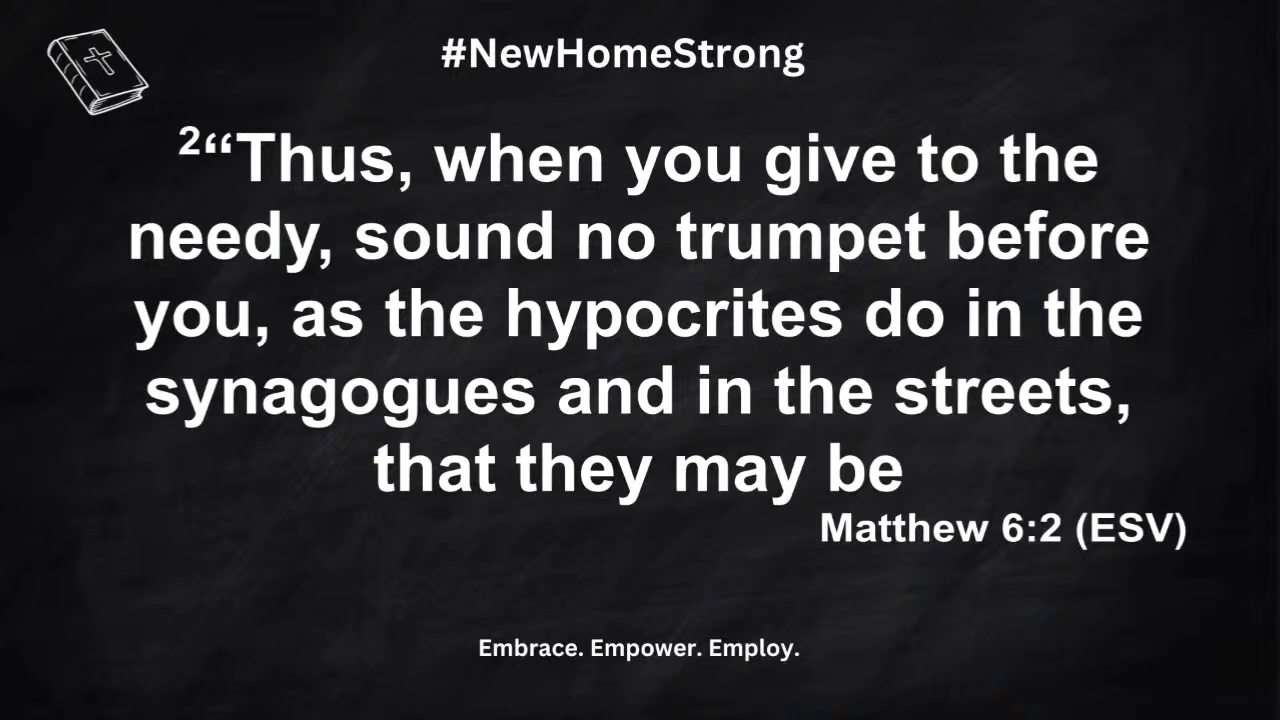 #NewHomeStrong
2“Thus, when you give to the
needy, sound no trumpet before
you, as the hypocrites do in the
synagogues and in the streets,
that they may be
Matthew 6:2 (ESV)
Embrace. Empower. Employ.